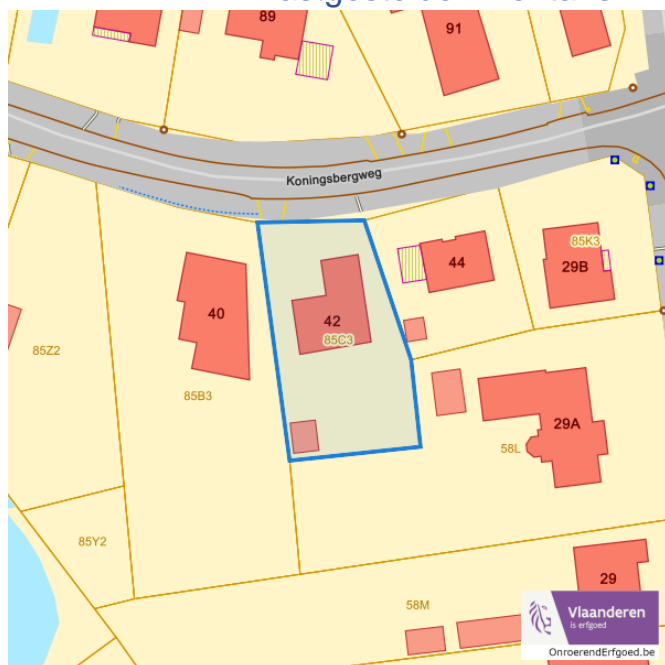 89
91
Koningsbergweg
85K3
44
29B
40
42
85C3
85Z2
85B3
29A
58L
85Y2
29
58M
Vlaanderen
is erfgoed
OnroerendErfgoed.be